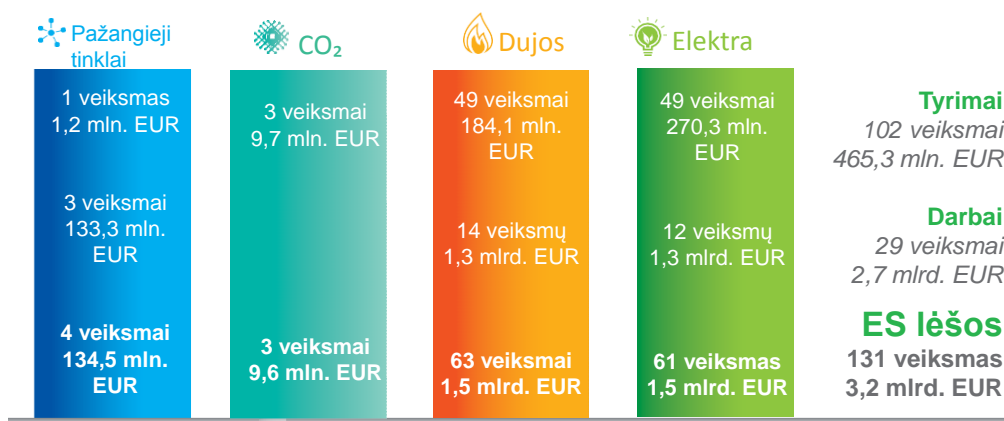 Pažangieji
tinklai
1 veiksmas
1,2 mln. EUR
3 veiksmai
133,3 mln.
EUR
4 veiksmai
134,5 mln.
EUR
CO₂
3 veiksmai
9,7 mln. EUR
3 veiksmai
9,6 mln. EUR
Dujos
49 veiksmai
184,1 mln.
EUR
14 veiksmų
1,3 mlrd. EUR
63 veiksmai
1,5 mlrd. EUR
Elektra
49 veiksmai
270,3 mln.
EUR
12 veiksmų
1,3 mlrd. EUR
61 veiksmas
1,5 mlrd. EUR
Tyrimai
102 veiksmai
465,3 mln. EUR
Darbai
29 veiksmai
2,7 mlrd. EUR
ES lėšos
131 veiksmas
3,2 mlrd. EUR